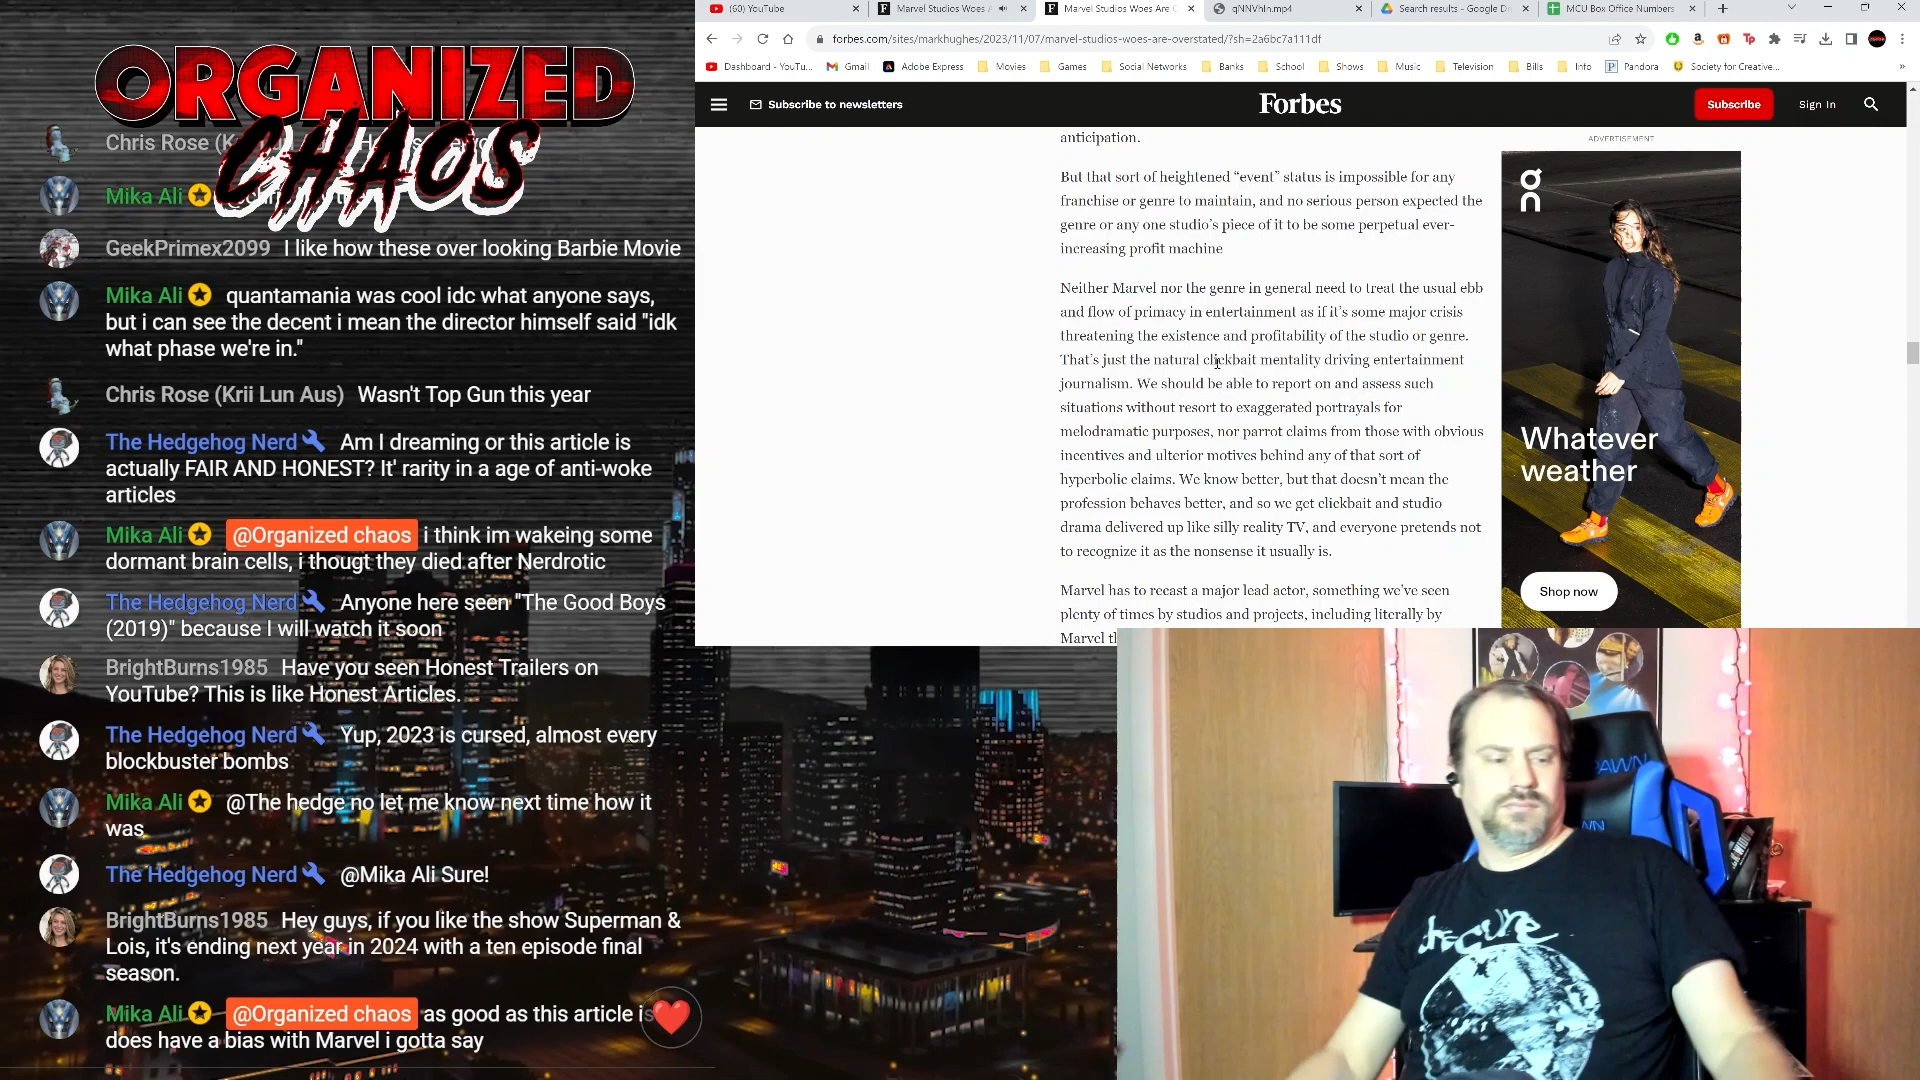 ORGANIZED
CHAOS
Chris Rose
Mika Ali
GeekPrimex2099 I like how these over looking Barbie Movie
Mika Ali quantamania was cool idc what anyone says,
but i can see the decent i mean the director himself said "idk
what phase we're in."
Chris Rose (Krii Lun Aus) Wasn't Top Gun this year
The Hedgehog Nerd Am I dreaming or this article is
actually FAIR AND HONEST? It' rarity in a age of anti-woke
articles
Mika Ali @Organized chaos i think im wakeing some
dormant brain cells, i thougt they died after Nerdrotic
The Hedgehog Nerd Anyone here seen "The Good Boys
(2019)" because I will watch it soon
BrightBurns1985 Have you seen Honest Trailers on
YouTube? This is like Honest Articles.
The Hedgehog Nerd Yup, 2023 is cursed, almost every
blockbuster bombs
Mika Ali @The hedge no let me know next time how it
was
The Hedgehog Nerd @Mika Ali Sure!
BrightBurns1985 Hey guys, if you like the show Superman &
Lois, it's ending next year in 2024 with a ten episode final
season.
Mika Ali @Organized chaos as good as this article is
does have a bias with Marvel i gotta say
(60) YouTube
Marvel Studios Woes A
Marvel Studios Woes Are C
qNNVhIn.mp4
Search results - Google Dr
MCU Box Office Numbers
forbes.com/sites/markhughes/2023/11/07/marvel-studios-woes-are-overstated/?sh=2a6bc7a111df
Dashboard - YouTu...
Gmail
Adobe Express
Movies
Games
Social Networks
Banks
School
Shows
Music
Television
Bills
Info
Pandora
Society for Creative...
Subscribe to newsletters
Forbes
Subscribe
Sign In
anticipation.
But that sort of heightened “event” status is impossible for any
franchise or genre to maintain, and no serious person expected the
genre or any one studio’s piece of it to be some perpetual ever-
increasing profit machine
Neither Marvel nor the genre in general need to treat the usual ebb
and flow of primacy in entertainment as if it’s some major crisis
threatening the existence and profitability of the studio or genre.
That’s just the natural clickbait mentality driving entertainment
journalism. We should be able to report on and assess such
situations without resort to exaggerated portrayals for
melodramatic purposes, nor parrot claims from those with obvious
incentives and ulterior motives behind any of that sort of
hyperbolic claims. We know better, but that doesn’t mean the
profession behaves better, and so we get clickbait and studio
drama delivered up like silly reality TV, and everyone pretends not
to recognize it as the nonsense it usually is.
Marvel has to recast a major lead actor, something we’ve seen
plenty of times by studios and projects, including literally by
Marvel
ADVERTISEMENT
on
Whatever
weather
Shop now